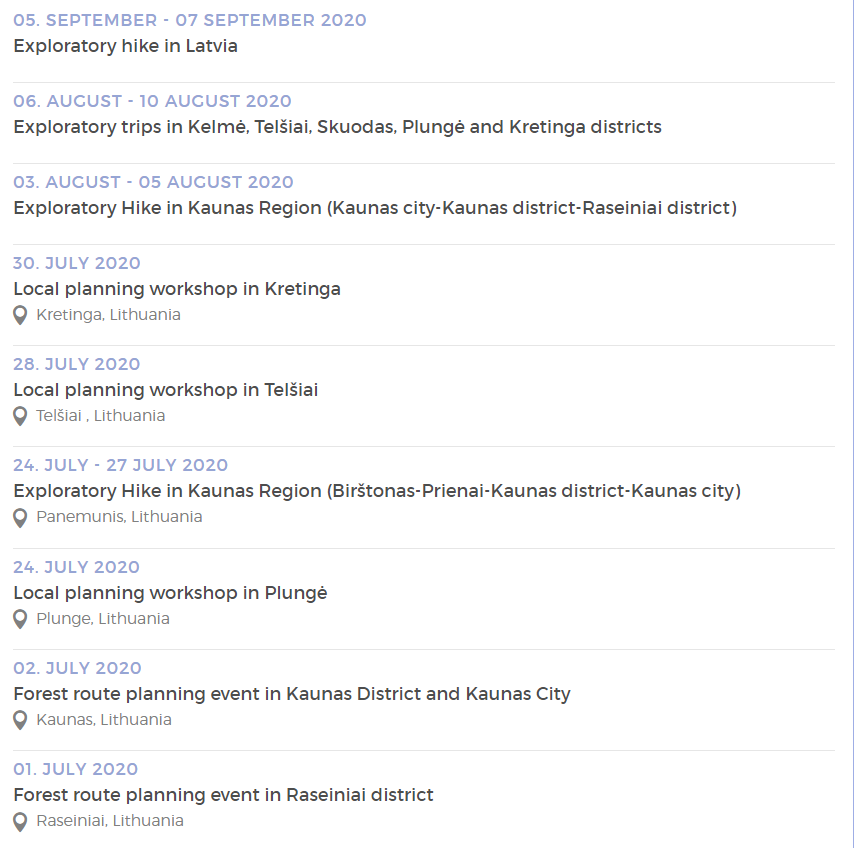 05. SEPTEMBER - 07 SEPTEMBER 2020
Exploratory hike in Latvia
06. AUGUST - 10 AUGUST 2020
Exploratory trips in Kelmė, Telšiai, Skuodas, Plungė and Kretinga districts
03. AUGUST - 05 AUGUST 2020
Exploratory Hike in Kaunas Region (Kaunas city-Kaunas district-Raseiniai district)
30. JULY 2020
Local planning workshop in Kretinga
Kretinga, Lithuania
28. JULY 2020
Local planning workshop in Telšiai
Telšiai , Lithuania
24. JULY - 27 JULY 2020
Exploratory Hike in Kaunas Region (Birštonas-Prienai-Kaunas district-Kaunas city)
Panemunis, Lithuania
24. JULY 2020
Local planning workshop in Plungė
Plunge, Lithuania
02. JULY 2020
Forest route planning event in Kaunas District and Kaunas City
Kaunas, Lithuania
01. JULY 2020
Forest route planning event in Raseiniai district
Raseiniai, Lithuania